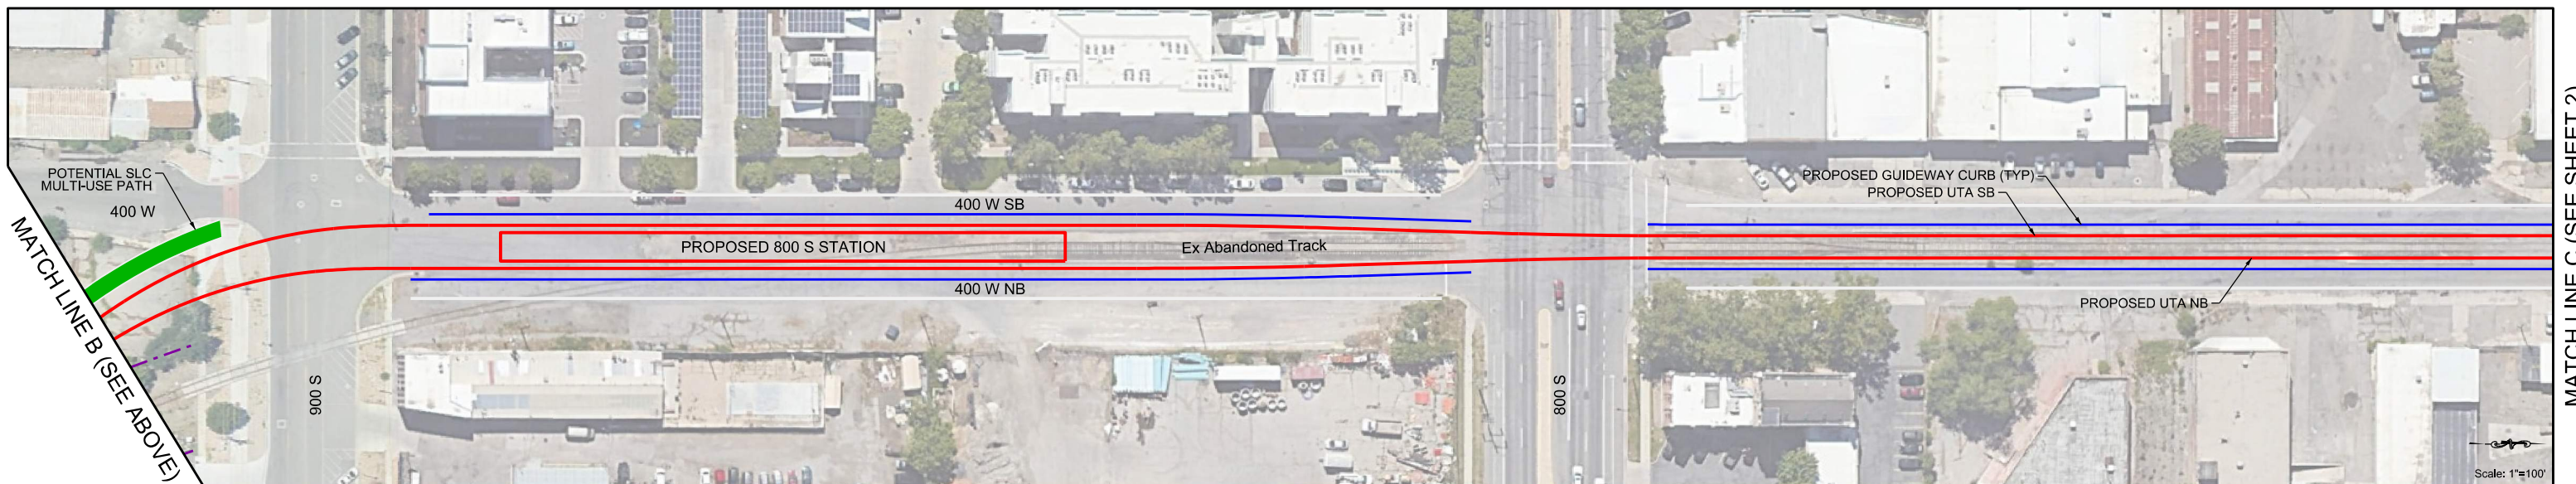 POTENTIAL SLC
MULTI-USE PATH
400 W
MATCH LINE B (SEE ABOVE)
900 S
400 W SB
PROPOSED 800 S STATION
Ex Abandoned Track
400 W NB
800 S
PROPOSED GUIDEWAY CURB (TYP)
PROPOSED UTA SB
PROPOSED UTA NB
MATCH LINE C (SEE SHEET 2)
Scale: 1"=100'